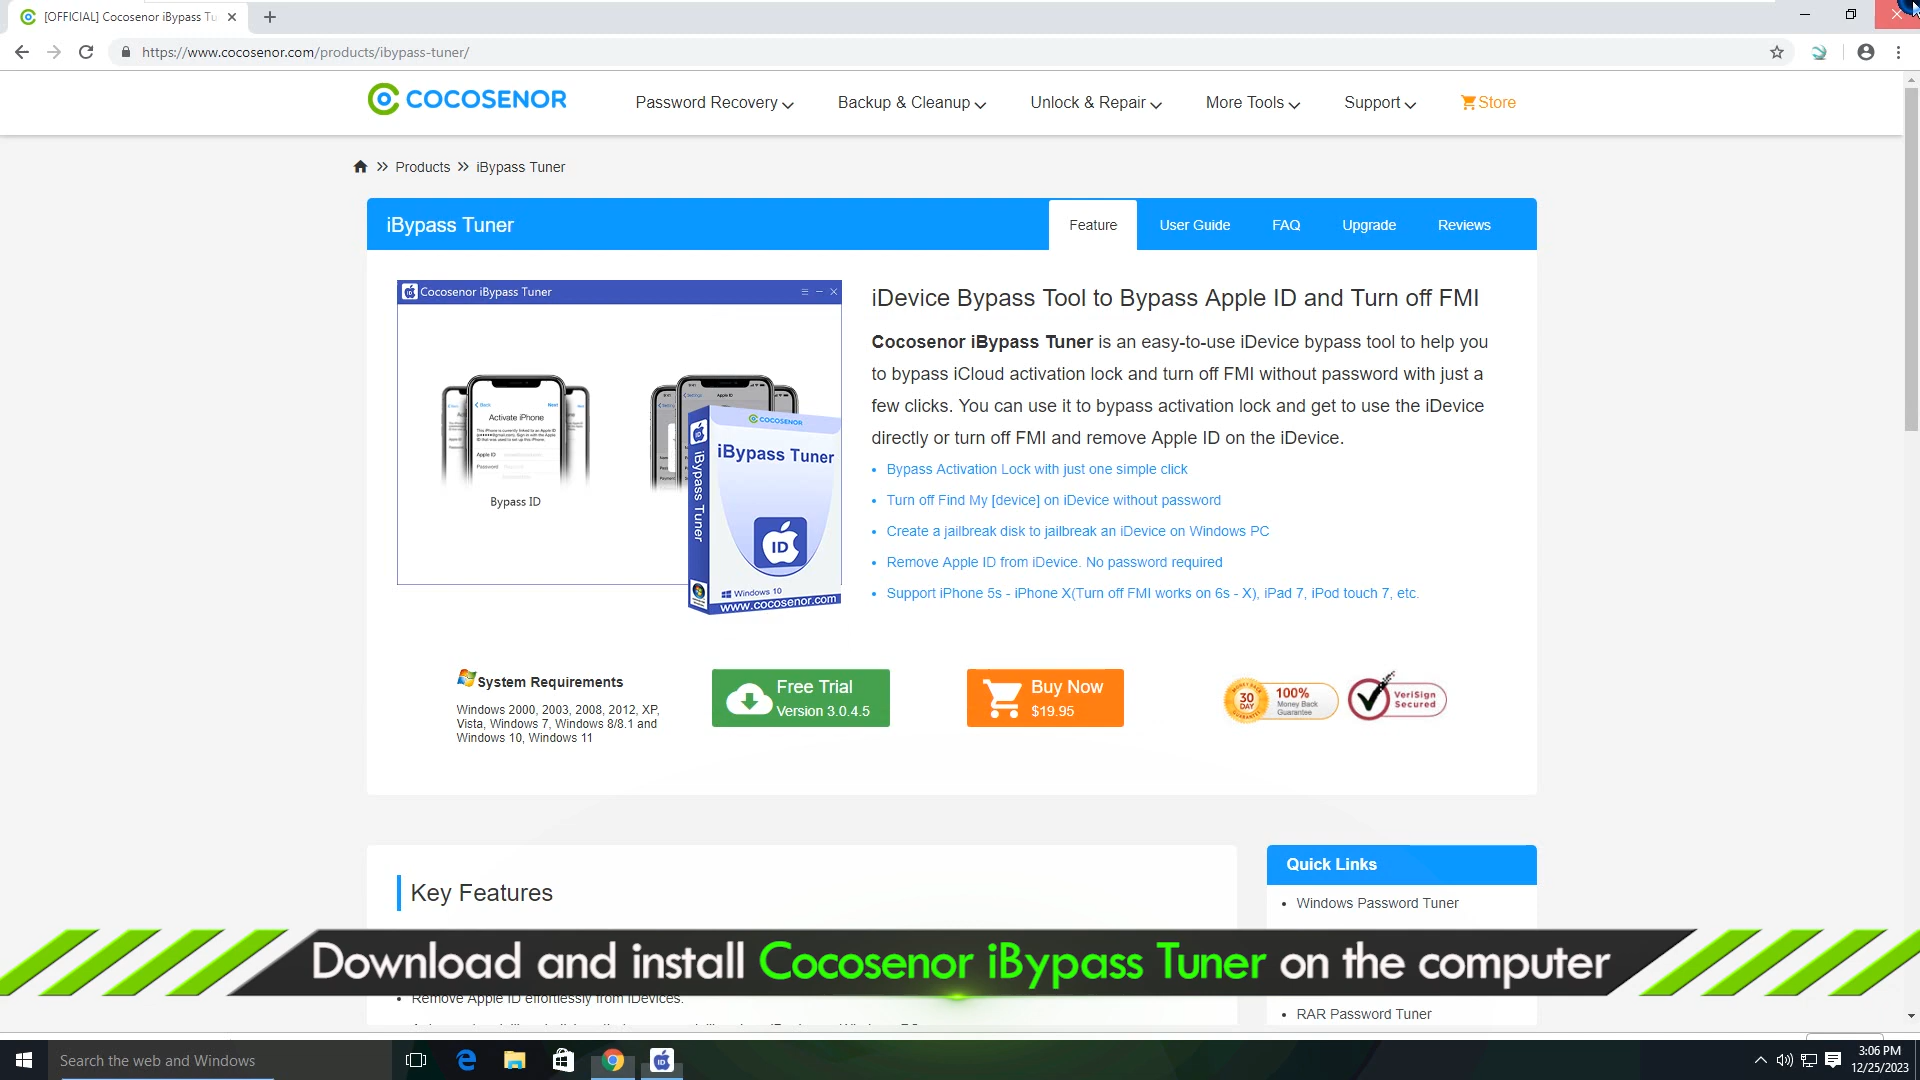 [OFFICIAL] Cocosenor iBypass Tu
https://www.cocosenor.com/products/ibypass-tuner/
COCOSENOR
Password Recovery
Backup & Cleanup
Unlock & Repair
More Tools
Support
Store
Products
iBypass Tuner
iBypass Tuner
Feature
User Guide
FAQ
Upgrade
Reviews
Cocosenor iBypass Tuner
Activate iPhone
Apple ID
Password
Bypass ID
COCOSENOR
iBypass Tuner
iBypass Tuner
ID
Windows 10
www.cocosenor.com
iDevice Bypass Tool to Bypass Apple ID and Turn off FMI
Cocosenor iBypass Tuner is an easy-to-use iDevice bypass tool to help you
to bypass iCloud activation lock and turn off FMI without password with just a
few clicks. You can use it to bypass activation lock and get to use the iDevice
directly or turn off FMI and remove Apple ID on the iDevice.
• Bypass Activation Lock with just one simple click
• Turn off Find My [device] on iDevice without password
• Create a jailbreak disk to jailbreak an iDevice on Windows PC
• Remove Apple ID from iDevice. No password required
• Support iPhone 5s - iPhone X(Turn off FMI works on 6s - X), iPad 7, iPod touch 7, etc.
System Requirements
Windows 2000, 2003, 2008, 2012, XP,
Vista, Windows 7, Windows 8/8.1 and
Windows 10, Windows 11
Free Trial
Version 3.0.4.5
Buy Now
$19.95
30
DAY
100%
Money Back
Guarantee
VeriSign
Secured
Key Features
Quick Links
• Windows Password Tuner
Download and install Cocosenor iBypass Tuner on the computer
• Remove Apple ID effortlessly from iDevices.
• RAR Password Tuner
Search the web and Windows
ID
3:06 PM
12/25/2023